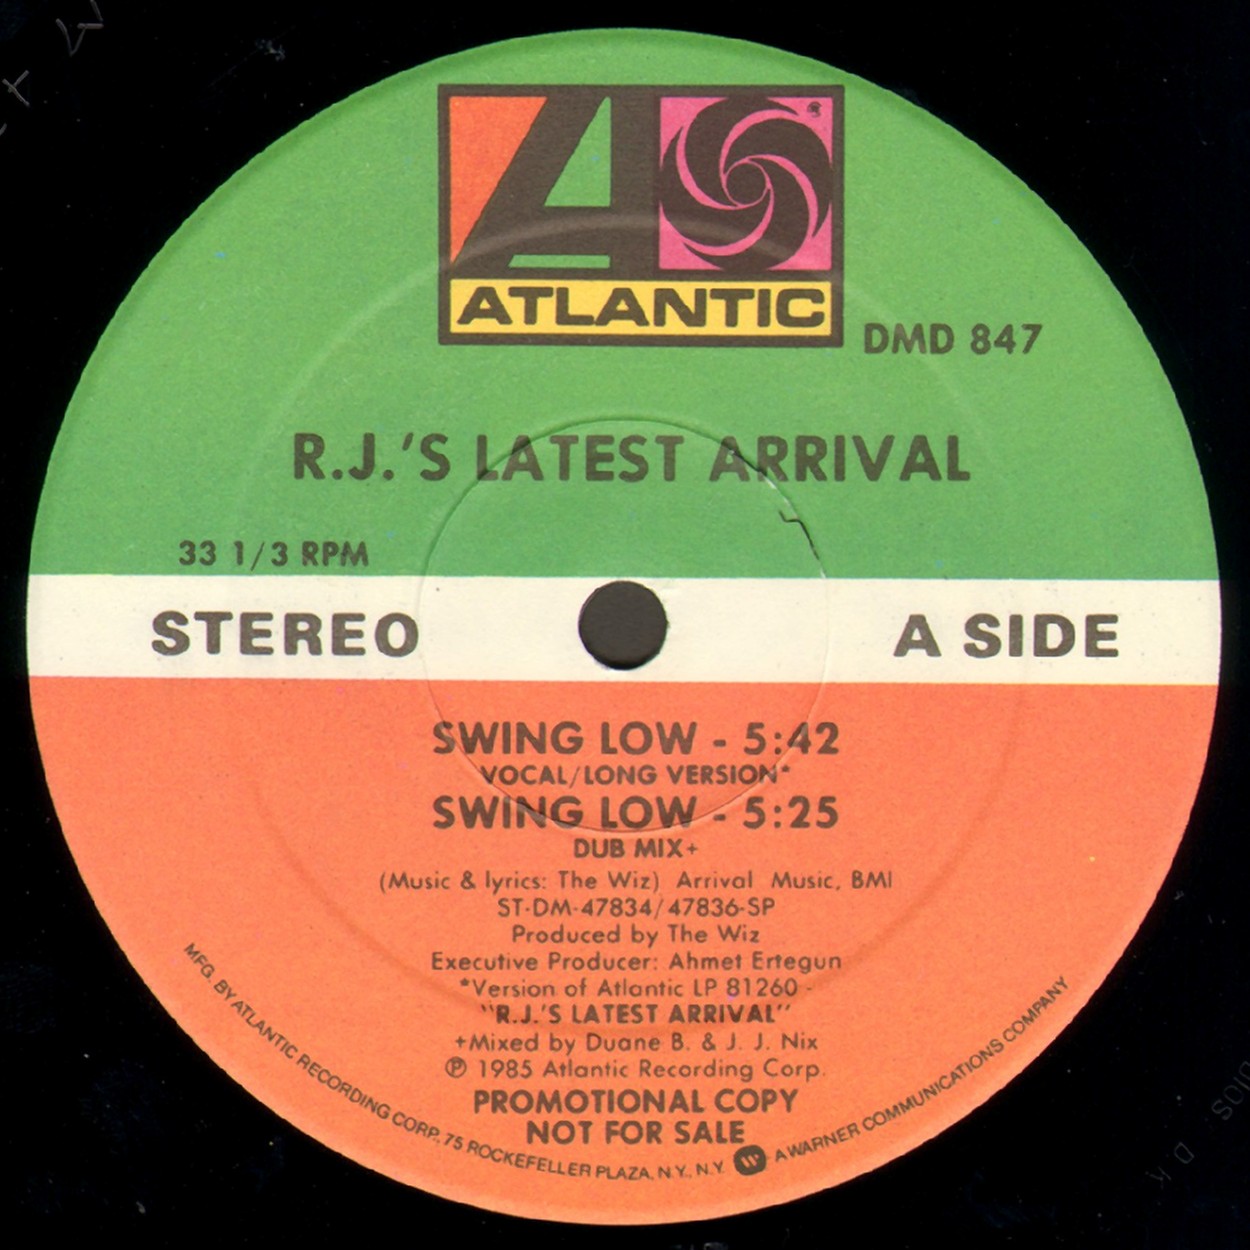 ATLANTIC
DMD 847
R.J.'S LATEST ARRIVAL
33 1/3 RPM
STEREO
A SIDE
SWING LOW - 5:42
VOCAL/LONG VERSION*
SWING LOW - 5:25
DUB MIX+
(Music & lyrics: The Wiz) Arrival Music, BMI
ST-DM-47834/47836-SP
Produced by The Wiz
Executive Producer: Ahmet Ertegun
*Version of Atlantic LP 81260 -
"R.J.'S LATEST ARRIVAL"
+Mixed by Duane B. & J. J. Nix
℗ 1985 Atlantic Recording Corp.
PROMOTIONAL COPY
NOT FOR SALE
MFG. BY ATLANTIC RECORDING CORP., 75 ROCKEFELLER PLAZA, N.Y., N.Y. A WARNER COMMUNICATIONS COMPANY